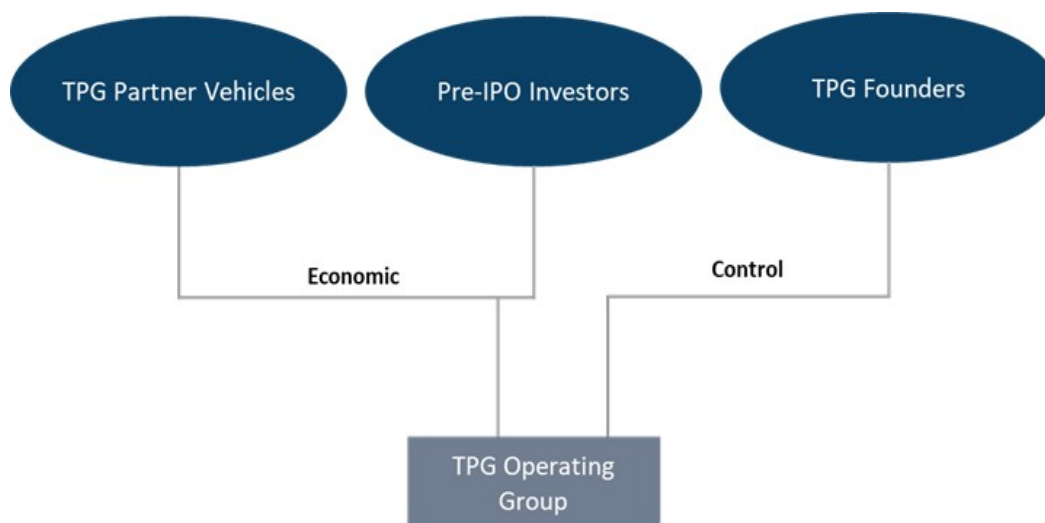 TPG Partner Vehicles
Pre-IPO Investors
TPG Founders
Economic
Control
TPG Operating
Group